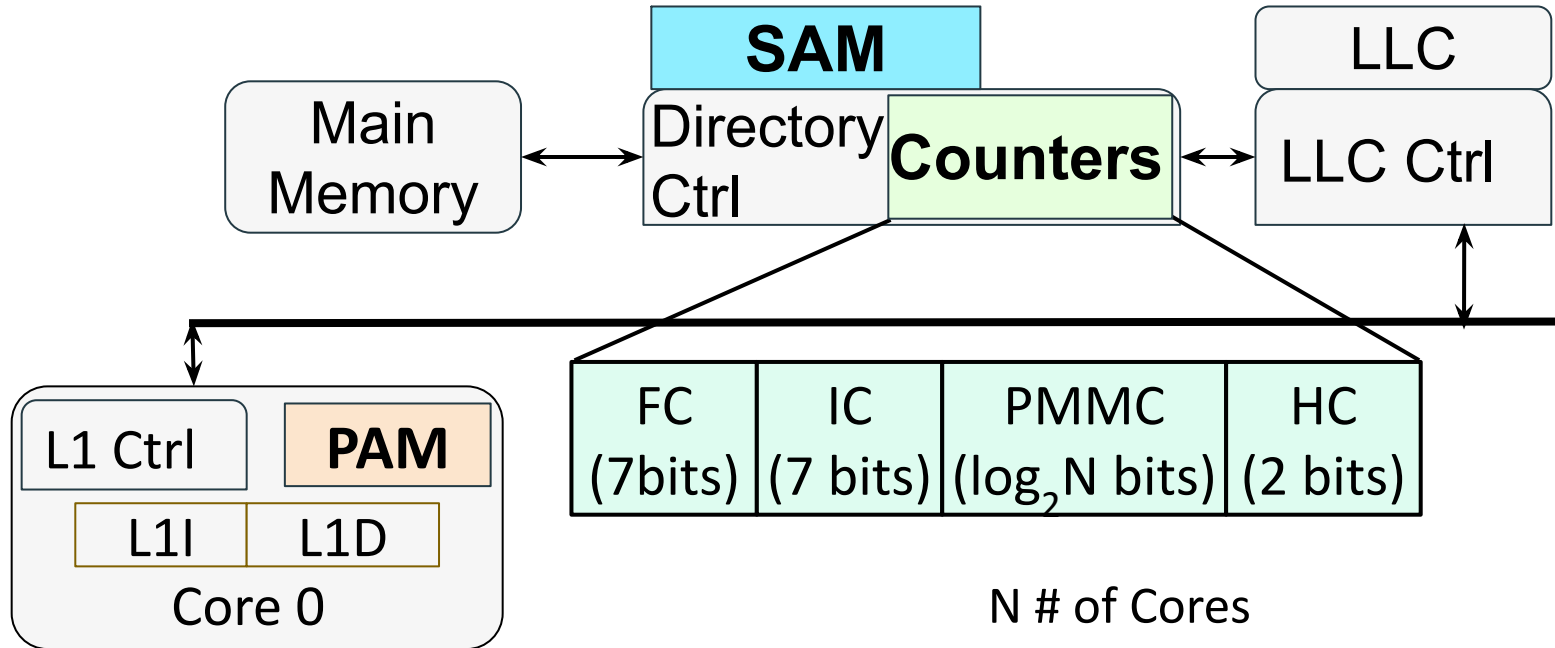 SAM
LLC
Main
Memory
Directory
Ctrl
Counters
LLC Ctrl
L1 Ctrl
PAM
L1I
L1D
Core 0
FC
(7bits)
IC
(7 bits)
PMMC
(log₂N bits)
HC
(2 bits)
N # of Cores